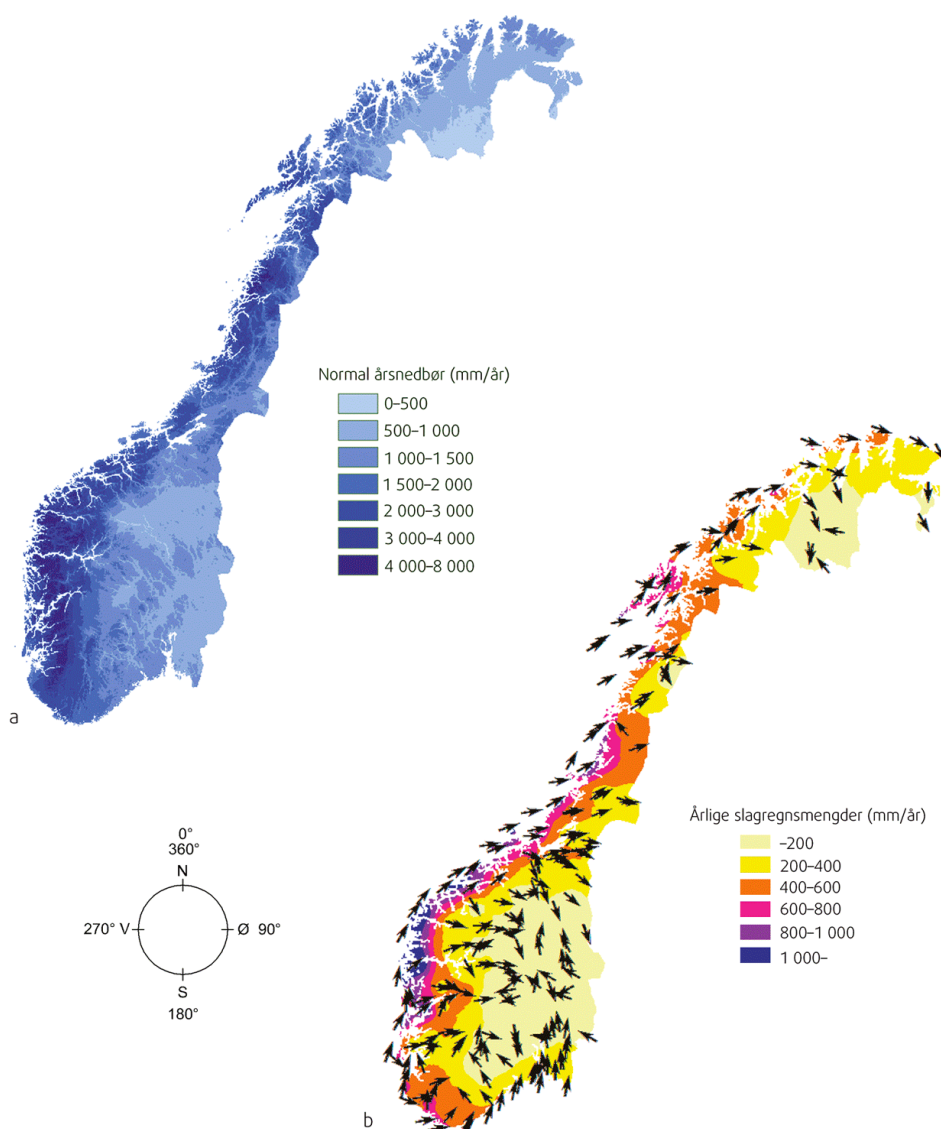 Normal årsnedbør (mm/år)
0–500
500–1 000
1 000–1 500
1 500–2 000
2 000–3 000
3 000–4 000
4 000–8 000
a
Årlige slagregnsmengder (mm/år)
–200
200–400
400–600
600–800
800–1 000
1 000–
0°
360°
N
270° V
Ø 90°
S
180°
b